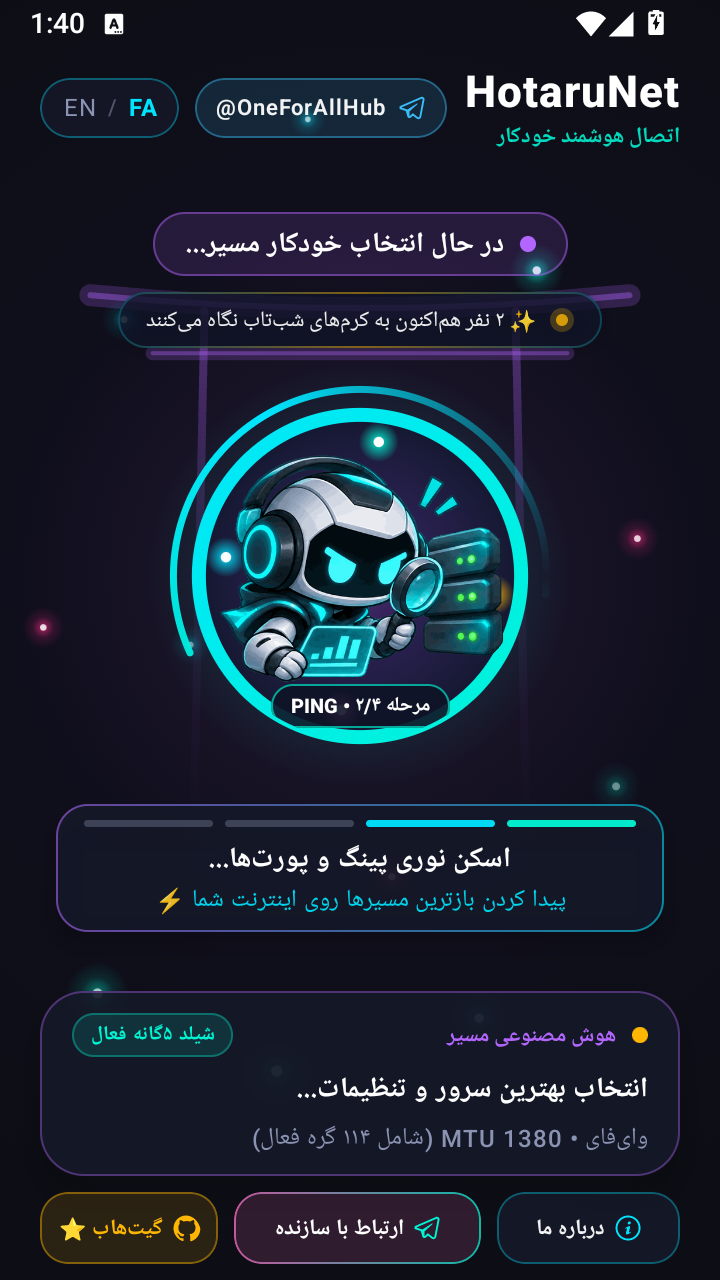 1:40
A
HotaruNet
اتصال هوشمند خودکار
@OneForAllHub
EN / FA
در حال انتخاب خودکار مسیر...
✨ ۲ نفر هم‌اکنون به کرم‌های شب‌تاب نگاه می‌کنند
مرحله ۲/۴ • PING
اسکن نوری پینگ و پورت‌ها...
پیدا کردن بازترین مسیرها روی اینترنت شما ⚡
هوش مصنوعی مسیر
شیلد ۵گانه فعال
انتخاب بهترین سرور و تنظیمات...
وای‌فای • MTU 1380 (شامل ۱۱۴ گره فعال)
درباره ما
ارتباط با سازنده
گیت‌هاب ⭐